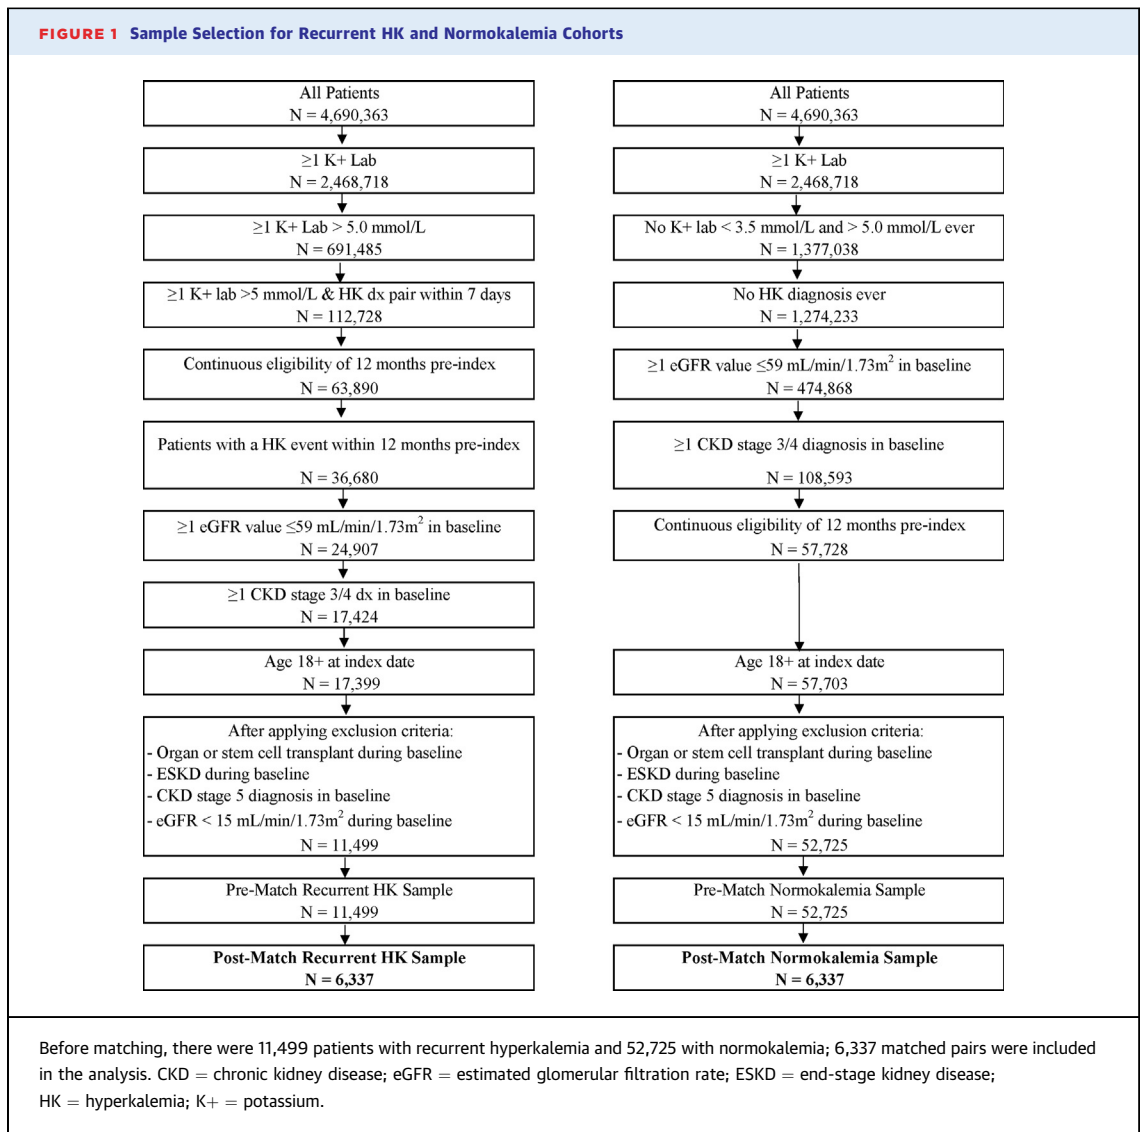 FIGURE 1 Sample Selection for Recurrent HK and Normokalemia Cohorts
All Patients
N = 4,690,363
≥1 K+ Lab
N = 2,468,718
≥1 K+ Lab > 5.0 mmol/L
N = 691,485
≥1 K+ lab >5 mmol/L & HK dx pair within 7 days
N = 112,728
Continuous eligibility of 12 months pre-index
N = 63,890
Patients with a HK event within 12 months pre-index
N = 36,680
≥1 eGFR value ≤59 mL/min/1.73m² in baseline
N = 24,907
≥1 CKD stage 3/4 dx in baseline
N = 17,424
Age 18+ at index date
N = 17,399
After applying exclusion criteria:
- Organ or stem cell transplant during baseline
- ESKD during baseline
- CKD stage 5 diagnosis in baseline
- eGFR < 15 mL/min/1.73m² during baseline
N = 11,499
Pre-Match Recurrent HK Sample
N = 11,499
Post-Match Recurrent HK Sample
N = 6,337
All Patients
N = 4,690,363
≥1 K+ Lab
N = 2,468,718
No K+ lab < 3.5 mmol/L and > 5.0 mmol/L ever
N = 1,377,038
No HK diagnosis ever
N = 1,274,233
≥1 eGFR value ≤59 mL/min/1.73m² in baseline
N = 474,868
≥1 CKD stage 3/4 diagnosis in baseline
N = 108,593
Continuous eligibility of 12 months pre-index
N = 57,728
Age 18+ at index date
N = 57,703
After applying exclusion criteria:
- Organ or stem cell transplant during baseline
- ESKD during baseline
- CKD stage 5 diagnosis in baseline
- eGFR < 15 mL/min/1.73m² during baseline
N = 52,725
Pre-Match Normokalemia Sample
N = 52,725
Post-Match Normokalemia Sample
N = 6,337
Before matching, there were 11,499 patients with recurrent hyperkalemia and 52,725 with normokalemia; 6,337 matched pairs were included
in the analysis. CKD = chronic kidney disease; eGFR = estimated glomerular filtration rate; ESKD = end-stage kidney disease;
HK = hyperkalemia; K+ = potassium.